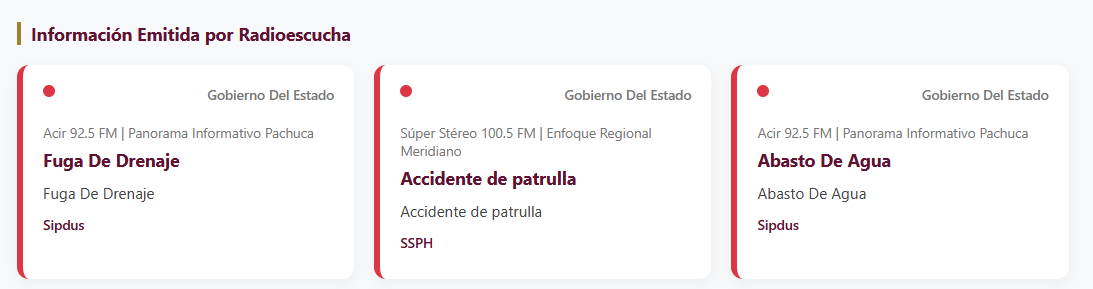 Información Emitida por Radioescucha
Gobierno Del Estado
Acir 92.5 FM | Panorama Informativo Pachuca
Fuga De Drenaje
Fuga De Drenaje
Sipdus
Gobierno Del Estado
Súper Stéreo 100.5 FM | Enfoque Regional
Meridiano
Accidente de patrulla
Accidente de patrulla
SSPH
Gobierno Del Estado
Acir 92.5 FM | Panorama Informativo Pachuca
Abasto De Agua
Abasto De Agua
Sipdus